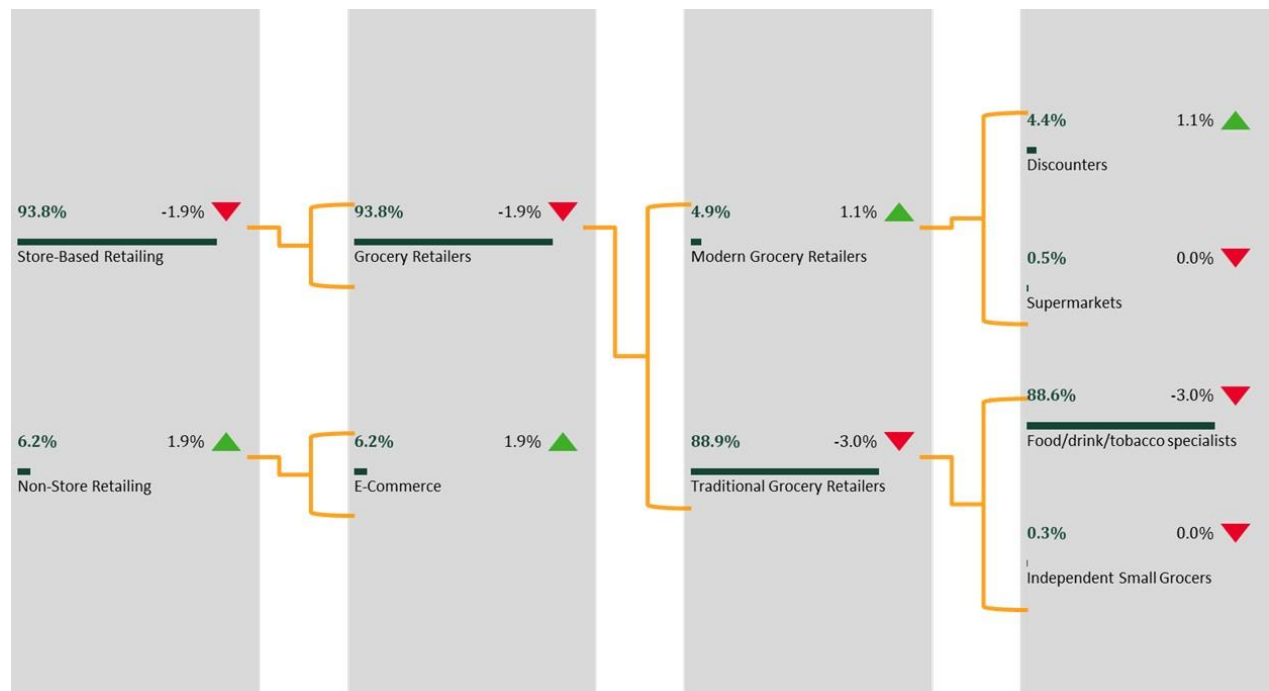 93.8% -1.9%
Store-Based Retailing
6.2% 1.9%
Non-Store Retailing
93.8% -1.9%
Grocery Retailers
6.2% 1.9%
E-Commerce
4.9% 1.1%
Modern Grocery Retailers
88.9% -3.0%
Traditional Grocery Retailers
4.4% 1.1%
Discounters
0.5% 0.0%
Supermarkets
88.6% -3.0%
Food/drink/tobacco specialists
0.3% 0.0%
Independent Small Grocers